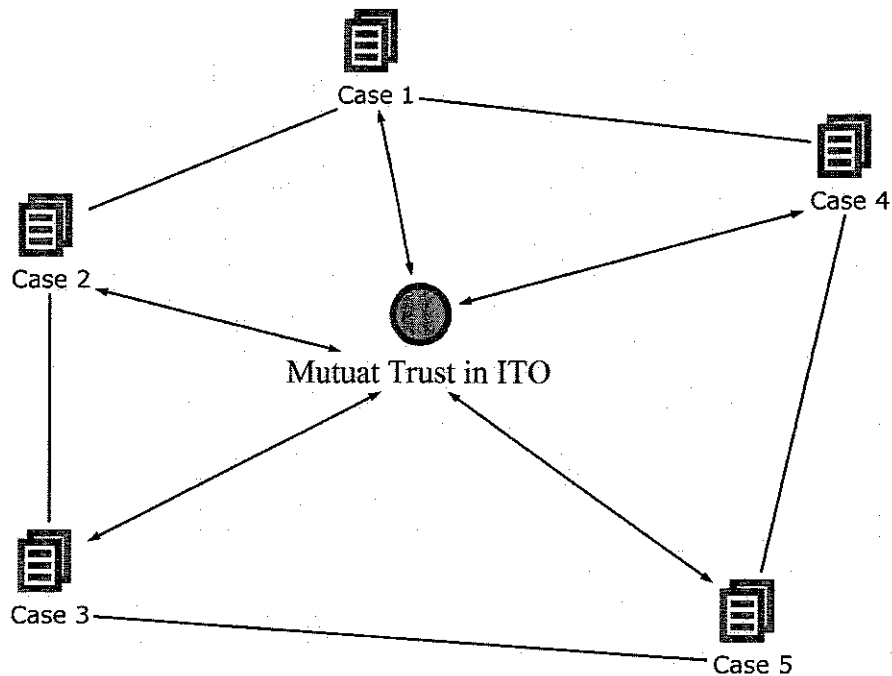 Case 1
Case 4
Case 2
Mutuat Trust in ITO
Case 3
Case 5